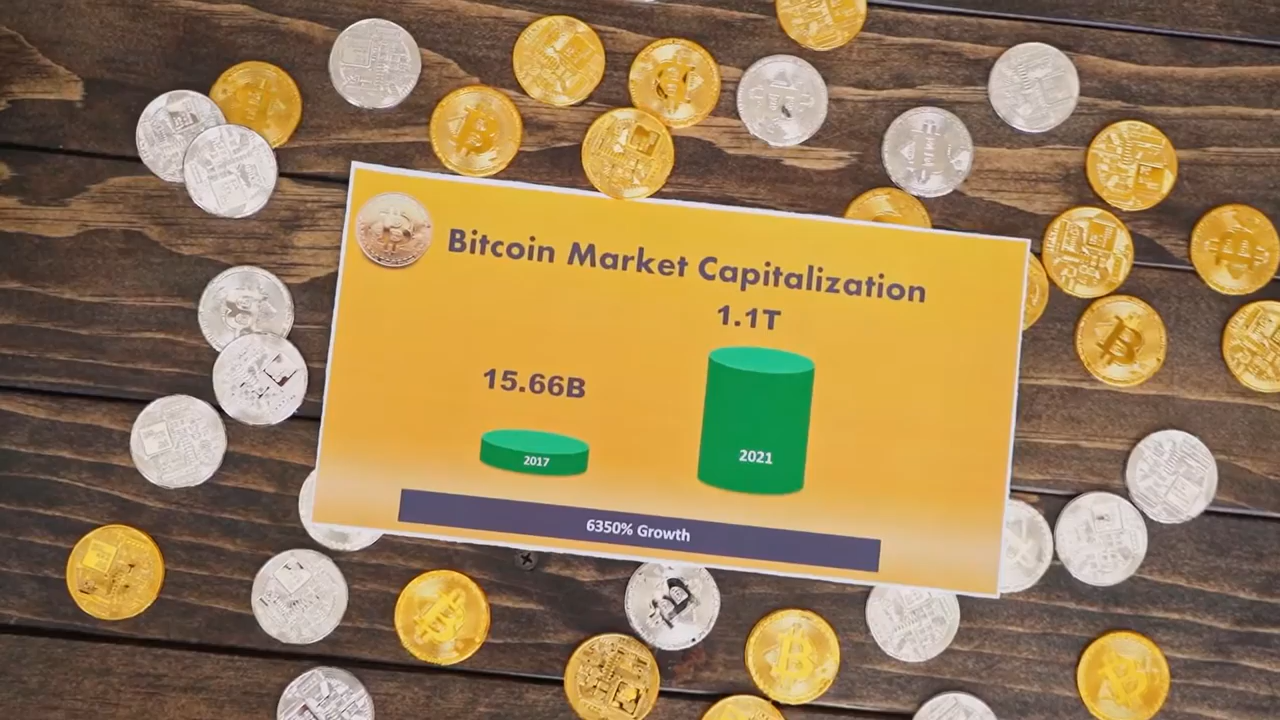 Bitcoin Market Capitalization
1.1T
15.66B
2017
2021
6350% Growth